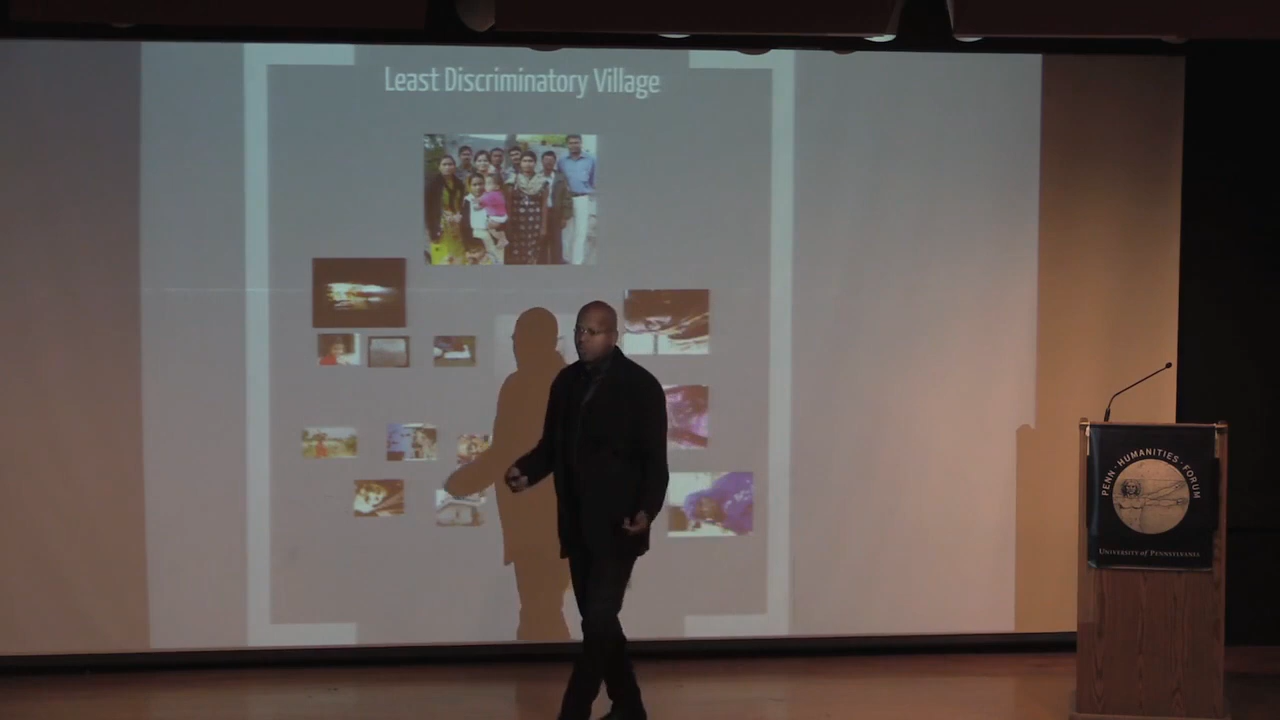 Least Discriminatory Village
PENN · HUMANITIES · FORUM
UNIVERSITY of PENNSYLVANIA